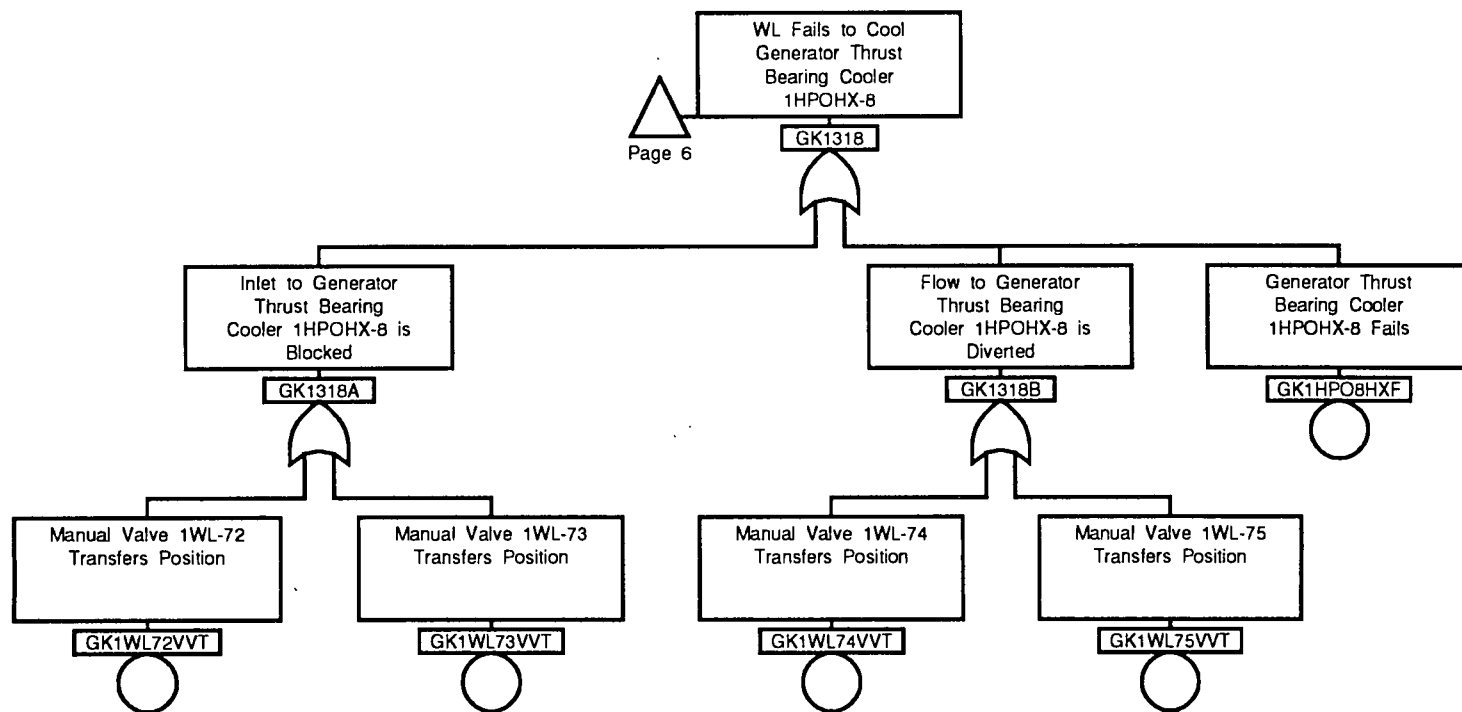 WL Fails to Cool
Generator Thrust
Bearing Cooler
1HPOHX-8
Page 6
GK1318
Inlet to Generator
Thrust Bearing
Cooler 1HPOHX-8 is
Blocked
GK1318A
Flow to Generator
Thrust Bearing
Cooler 1HPOHX-8 is
Diverted
GK1318B
Generator Thrust
Bearing Cooler
1HPOHX-8 Fails
GK1HPO8HXF
Manual Valve 1WL-72
Transfers Position
GK1WL72VVT
Manual Valve 1WL-73
Transfers Position
GK1WL73VVT
Manual Valve 1WL-74
Transfers Position
GK1WL74VVT
Manual Valve 1WL-75
Transfers Position
GK1WL75VVT